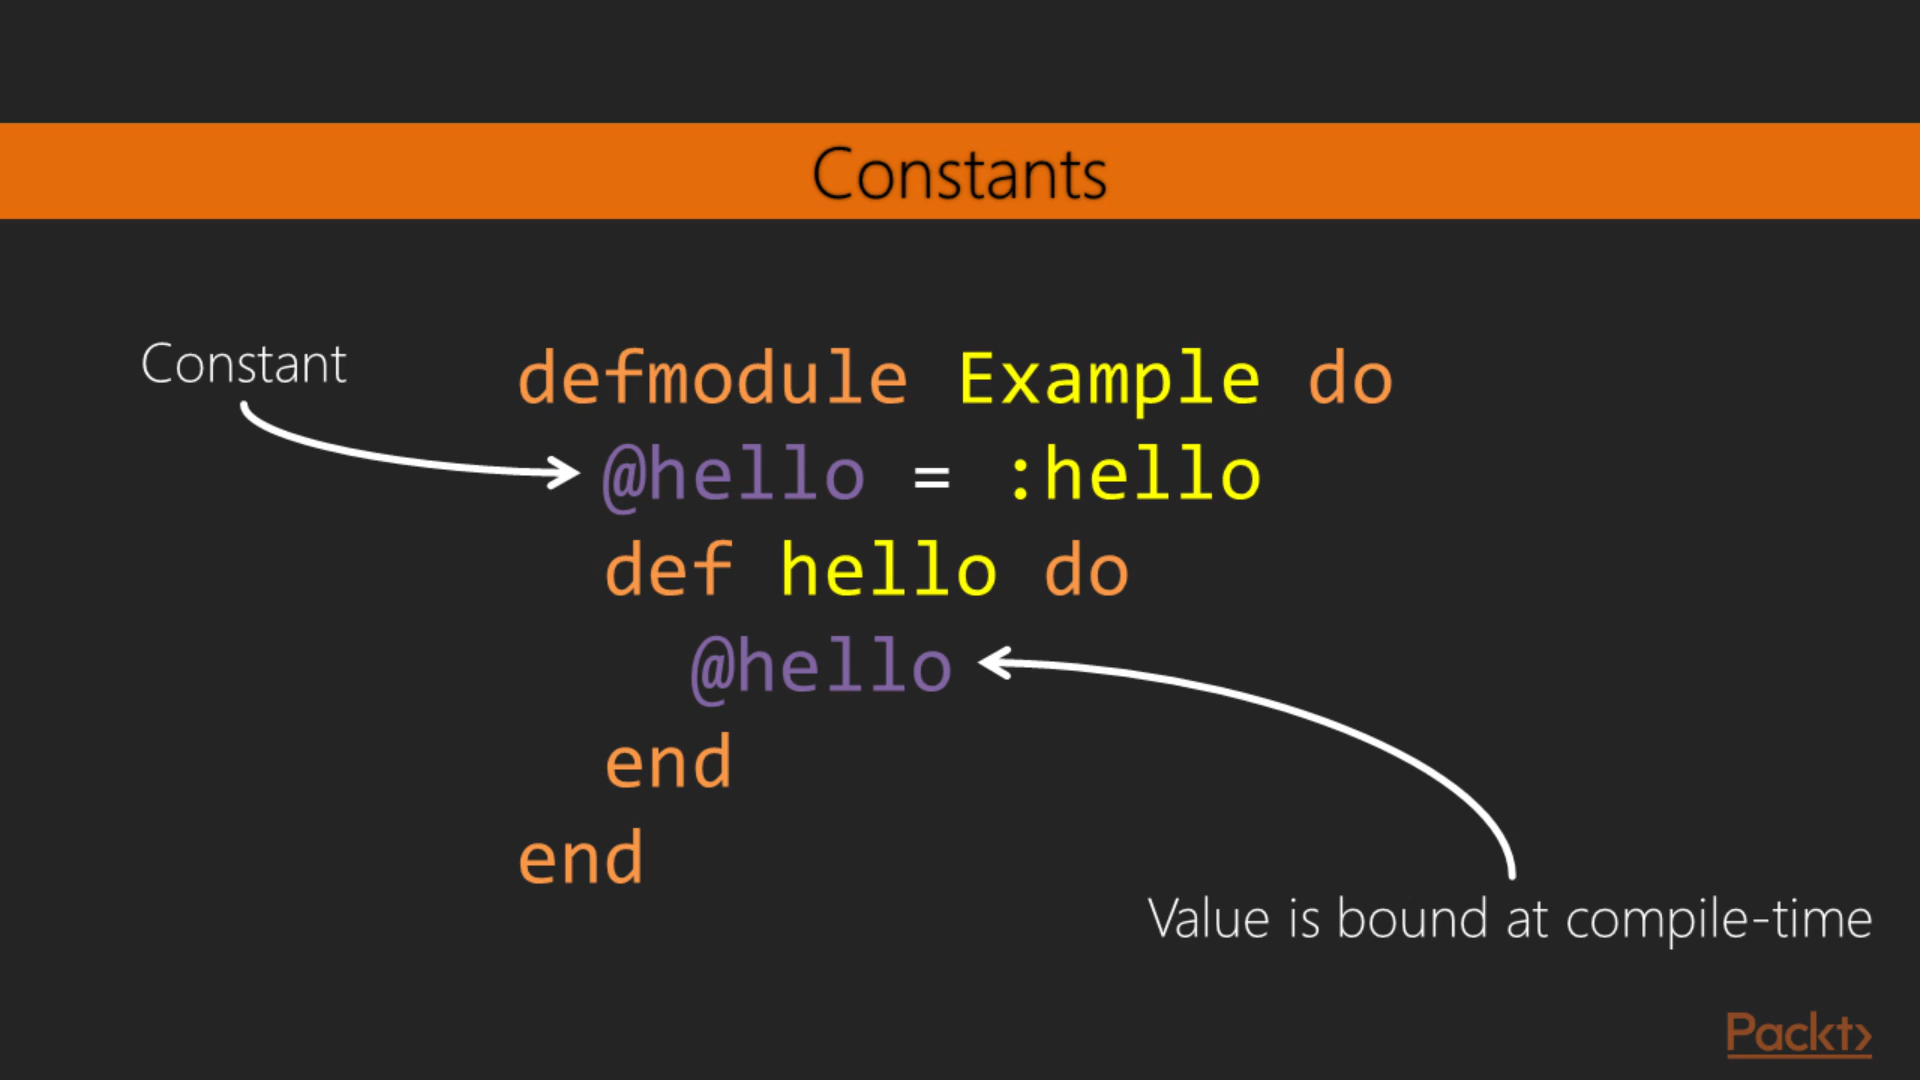 Constants
Constant
defmodule Example do
@hello = :hello
def hello do
@hello
end
end
Value is bound at compile-time
Packt>